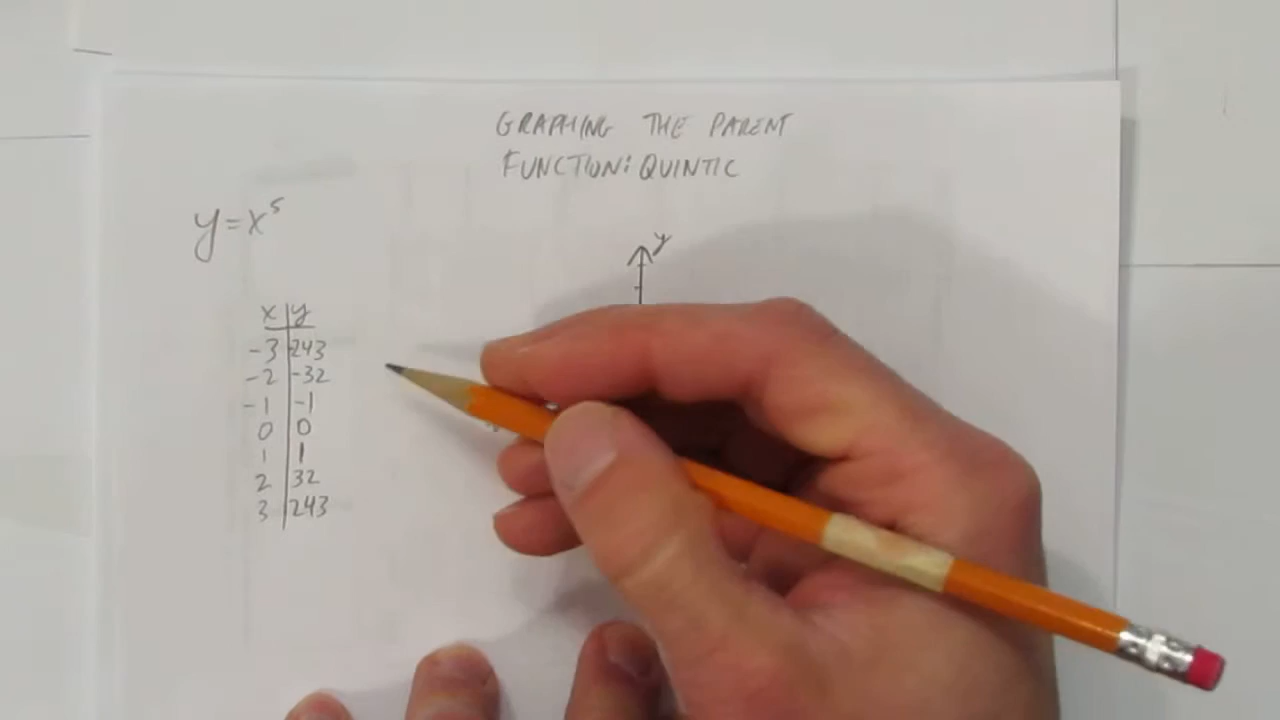 GRAPHING THE PARENT
FUNCTION: QUINTIC
y=x⁵
y
x y
-3 -243
-2 -32
-1 -1
0 0
1 1
2 32
3 243